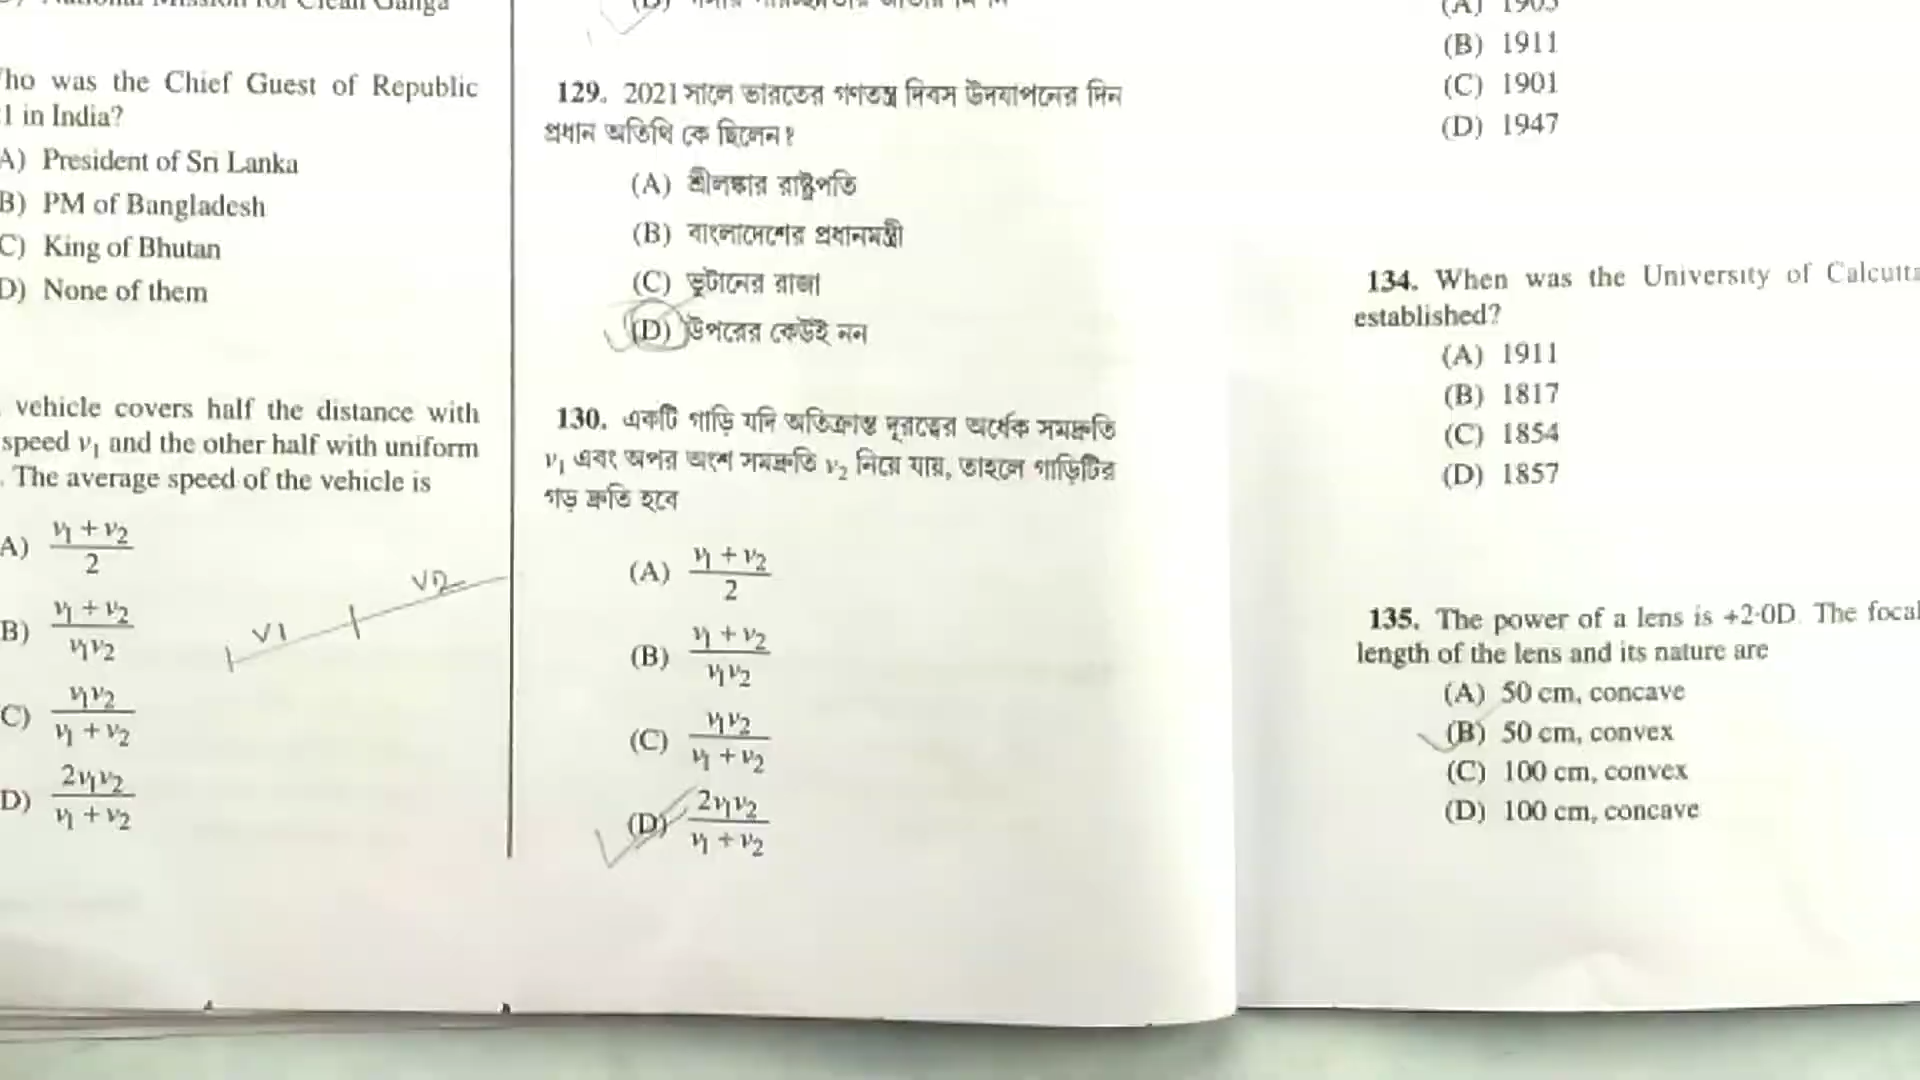 National Mission for Clean Ganga
ho was the Chief Guest of Republic
1 in India?
A) President of Sri Lanka
B) PM of Bangladesh
C) King of Bhutan
D) None of them
vehicle covers half the distance with
speed v₁ and the other half with uniform
. The average speed of the vehicle is
A) (v₁ + v₂)/2
B) (v₁ + v₂)/(v₁v₂)
C) (v₁v₂)/(v₁ + v₂)
D) (2v₁v₂)/(v₁ + v₂)
V1
V2
129. 2021 সালে ভারতের গণতন্ত্র দিবস উদযাপনের দিন
প্রধান অতিথি কে ছিলেন?
(A) শ্রীলঙ্কার রাষ্ট্রপতি
(B) বাংলাদেশের প্রধানমন্ত্রী
(C) ভুটানের রাজা
(D) উপরের কেউই নন
130. একটি গাড়ি যদি অতিক্রান্ত দূরত্বের অর্ধেক সমদ্রুতি
v₁ এবং অপর অংশ সমদ্রুতি v₂ নিয়ে যায়, তাহলে গাড়িটির
গড় দ্রুতি হবে
(A) (v₁ + v₂)/2
(B) (v₁ + v₂)/(v₁v₂)
(C) (v₁v₂)/(v₁ + v₂)
(D) (2v₁v₂)/(v₁ + v₂)
(A) 1905
(B) 1911
(C) 1901
(D) 1947
134. When was the University of Calcutta
established?
(A) 1911
(B) 1817
(C) 1854
(D) 1857
135. The power of a lens is +2·0D. The focal
length of the lens and its nature are
(A) 50 cm, concave
(B) 50 cm, convex
(C) 100 cm, convex
(D) 100 cm, concave